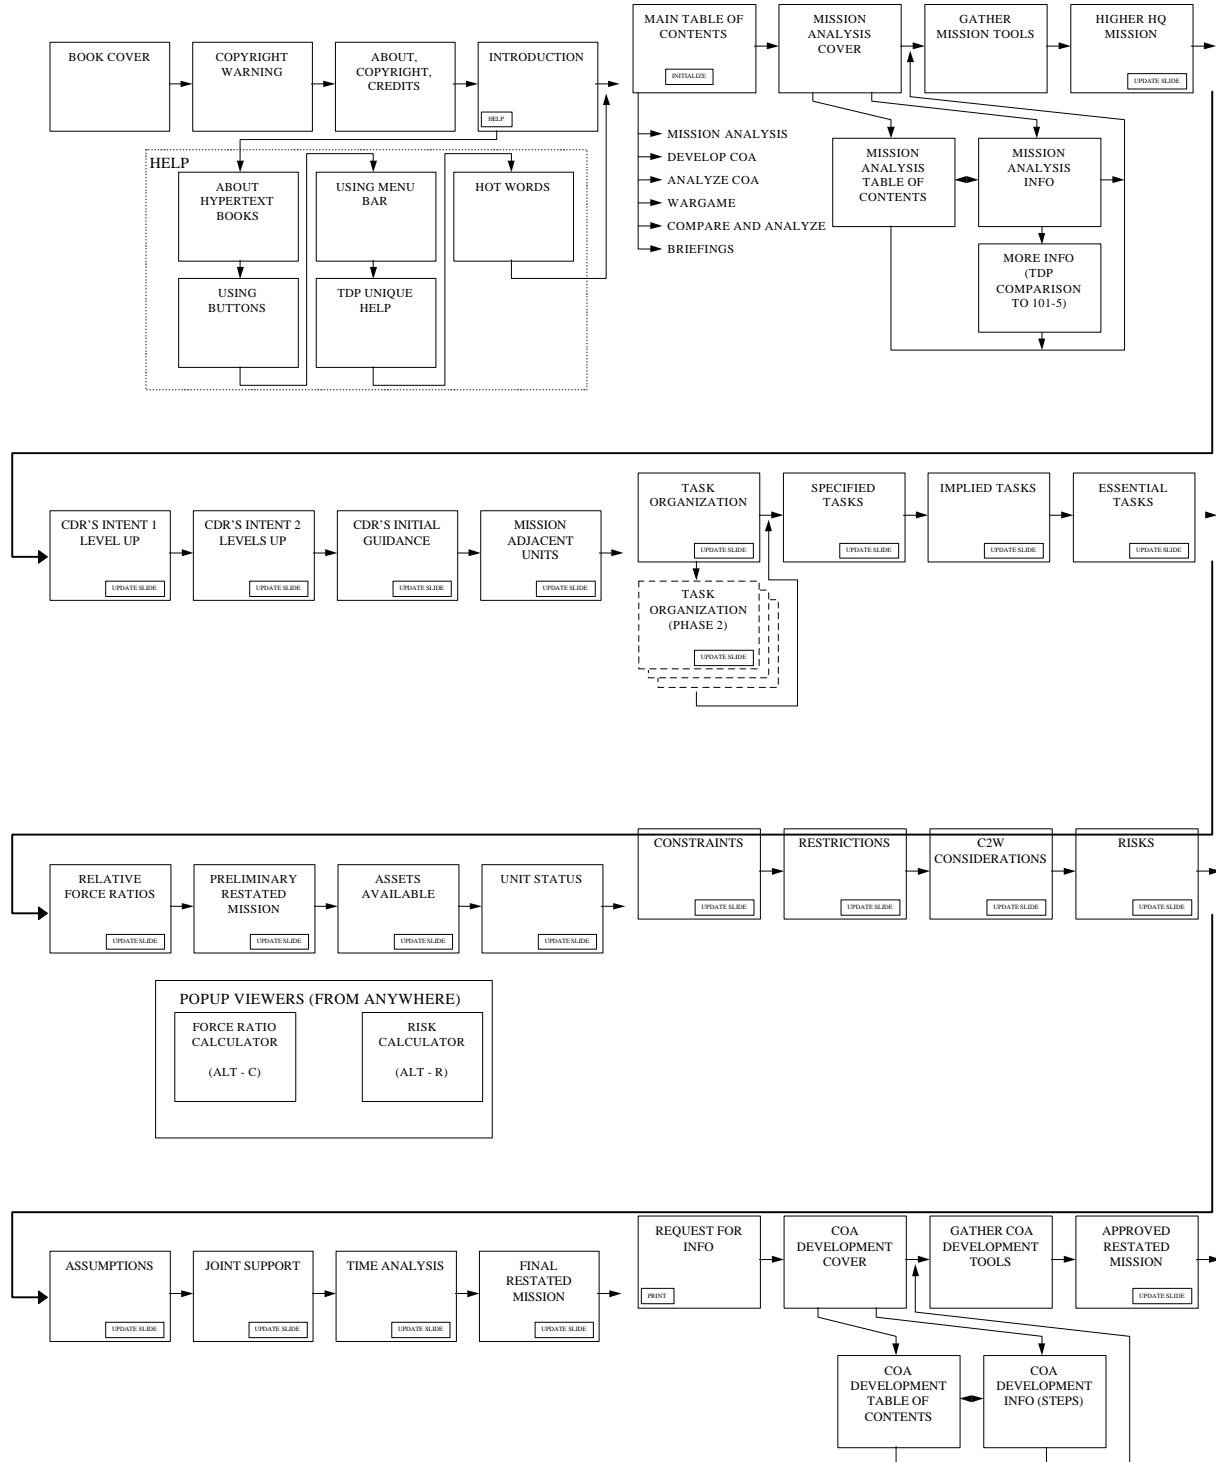 BOOK COVER
COPYRIGHT
WARNING
ABOUT,
COPYRIGHT,
CREDITS
INTRODUCTION
HELP
MAIN TABLE OF
CONTENTS
INITIALIZE
MISSION
ANALYSIS
COVER
GATHER
MISSION TOOLS
HIGHER HQ
MISSION
UPDATE SLIDE
HELP
ABOUT
HYPERTEXT
BOOKS
USING MENU
BAR
HOT WORDS
USING
BUTTONS
TDP UNIQUE
HELP
MISSION ANALYSIS
DEVELOP COA
ANALYZE COA
WARGAME
COMPARE AND ANALYZE
BRIEFINGS
MISSION
ANALYSIS
TABLE OF
CONTENTS
MISSION
ANALYSIS
INFO
MORE INFO
(TDP
COMPARISON
TO 101-5)
CDR'S INTENT 1
LEVEL UP
UPDATE SLIDE
CDR'S INTENT 2
LEVELS UP
UPDATE SLIDE
CDR'S INITIAL
GUIDANCE
UPDATE SLIDE
MISSION
ADJACENT
UNITS
UPDATE SLIDE
TASK
ORGANIZATION
UPDATE SLIDE
SPECIFIED
TASKS
UPDATE SLIDE
IMPLIED TASKS
UPDATE SLIDE
ESSENTIAL
TASKS
UPDATE SLIDE
TASK
ORGANIZATION
(PHASE 2)
UPDATE SLIDE
RELATIVE
FORCE RATIOS
UPDATE SLIDE
PRELIMINARY
RESTATED
MISSION
UPDATE SLIDE
ASSETS
AVAILABLE
UPDATE SLIDE
UNIT STATUS
UPDATE SLIDE
CONSTRAINTS
UPDATE SLIDE
RESTRICTIONS
UPDATE SLIDE
C2W
CONSIDERATIONS
UPDATE SLIDE
RISKS
UPDATE SLIDE
POPUP VIEWERS (FROM ANYWHERE)
FORCE RATIO
CALCULATOR
(ALT - C)
RISK
CALCULATOR
(ALT - R)
ASSUMPTIONS
UPDATE SLIDE
JOINT SUPPORT
UPDATE SLIDE
TIME ANALYSIS
UPDATE SLIDE
FINAL
RESTATED
MISSION
UPDATE SLIDE
REQUEST FOR
INFO
PRINT
COA
DEVELOPMENT
COVER
GATHER COA
DEVELOPMENT
TOOLS
APPROVED
RESTATED
MISSION
UPDATE SLIDE
COA
DEVELOPMENT
TABLE OF
CONTENTS
COA
DEVELOPMENT
INFO (STEPS)